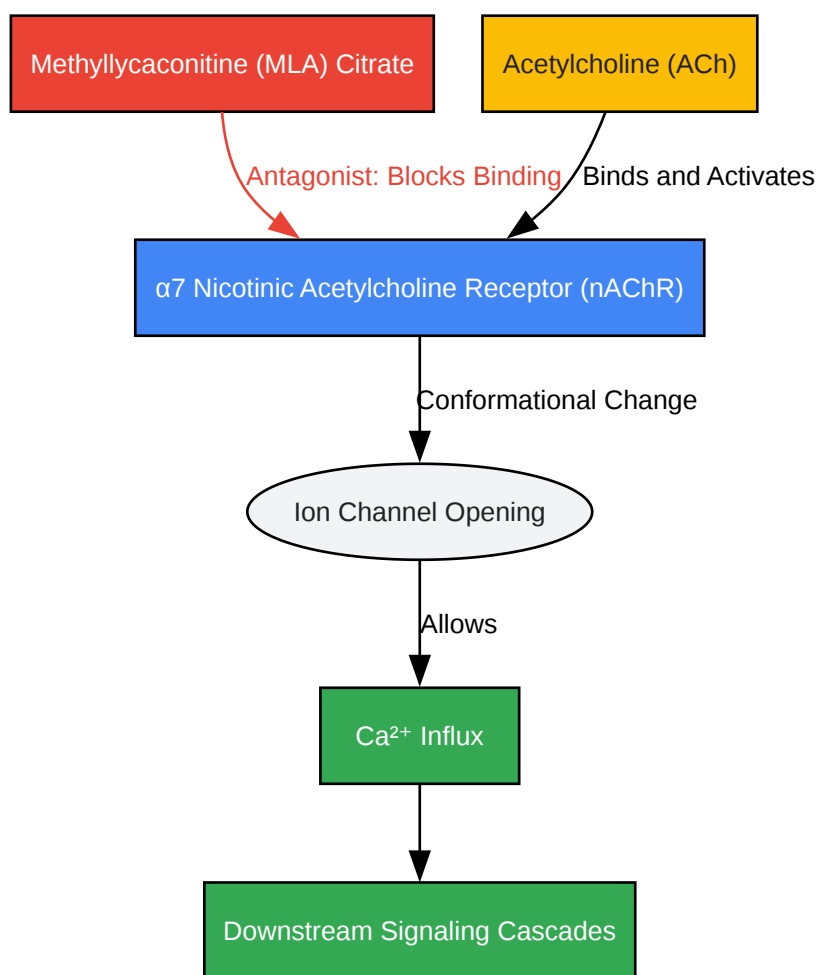 Methyllycaconitine (MLA) Citrate
Acetylcholine (ACh)
Antagonist: Blocks Binding
Binds and Activates
α7 Nicotinic Acetylcholine Receptor (nAChR)
Conformational Change
Ion Channel Opening
Allows
Ca²⁺ Influx
Downstream Signaling Cascades